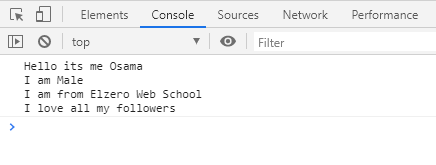 Elements Console Sources Network Performance
top Filter
Hello its me Osama
I am Male
I am from Elzero Web School
I love all my followers